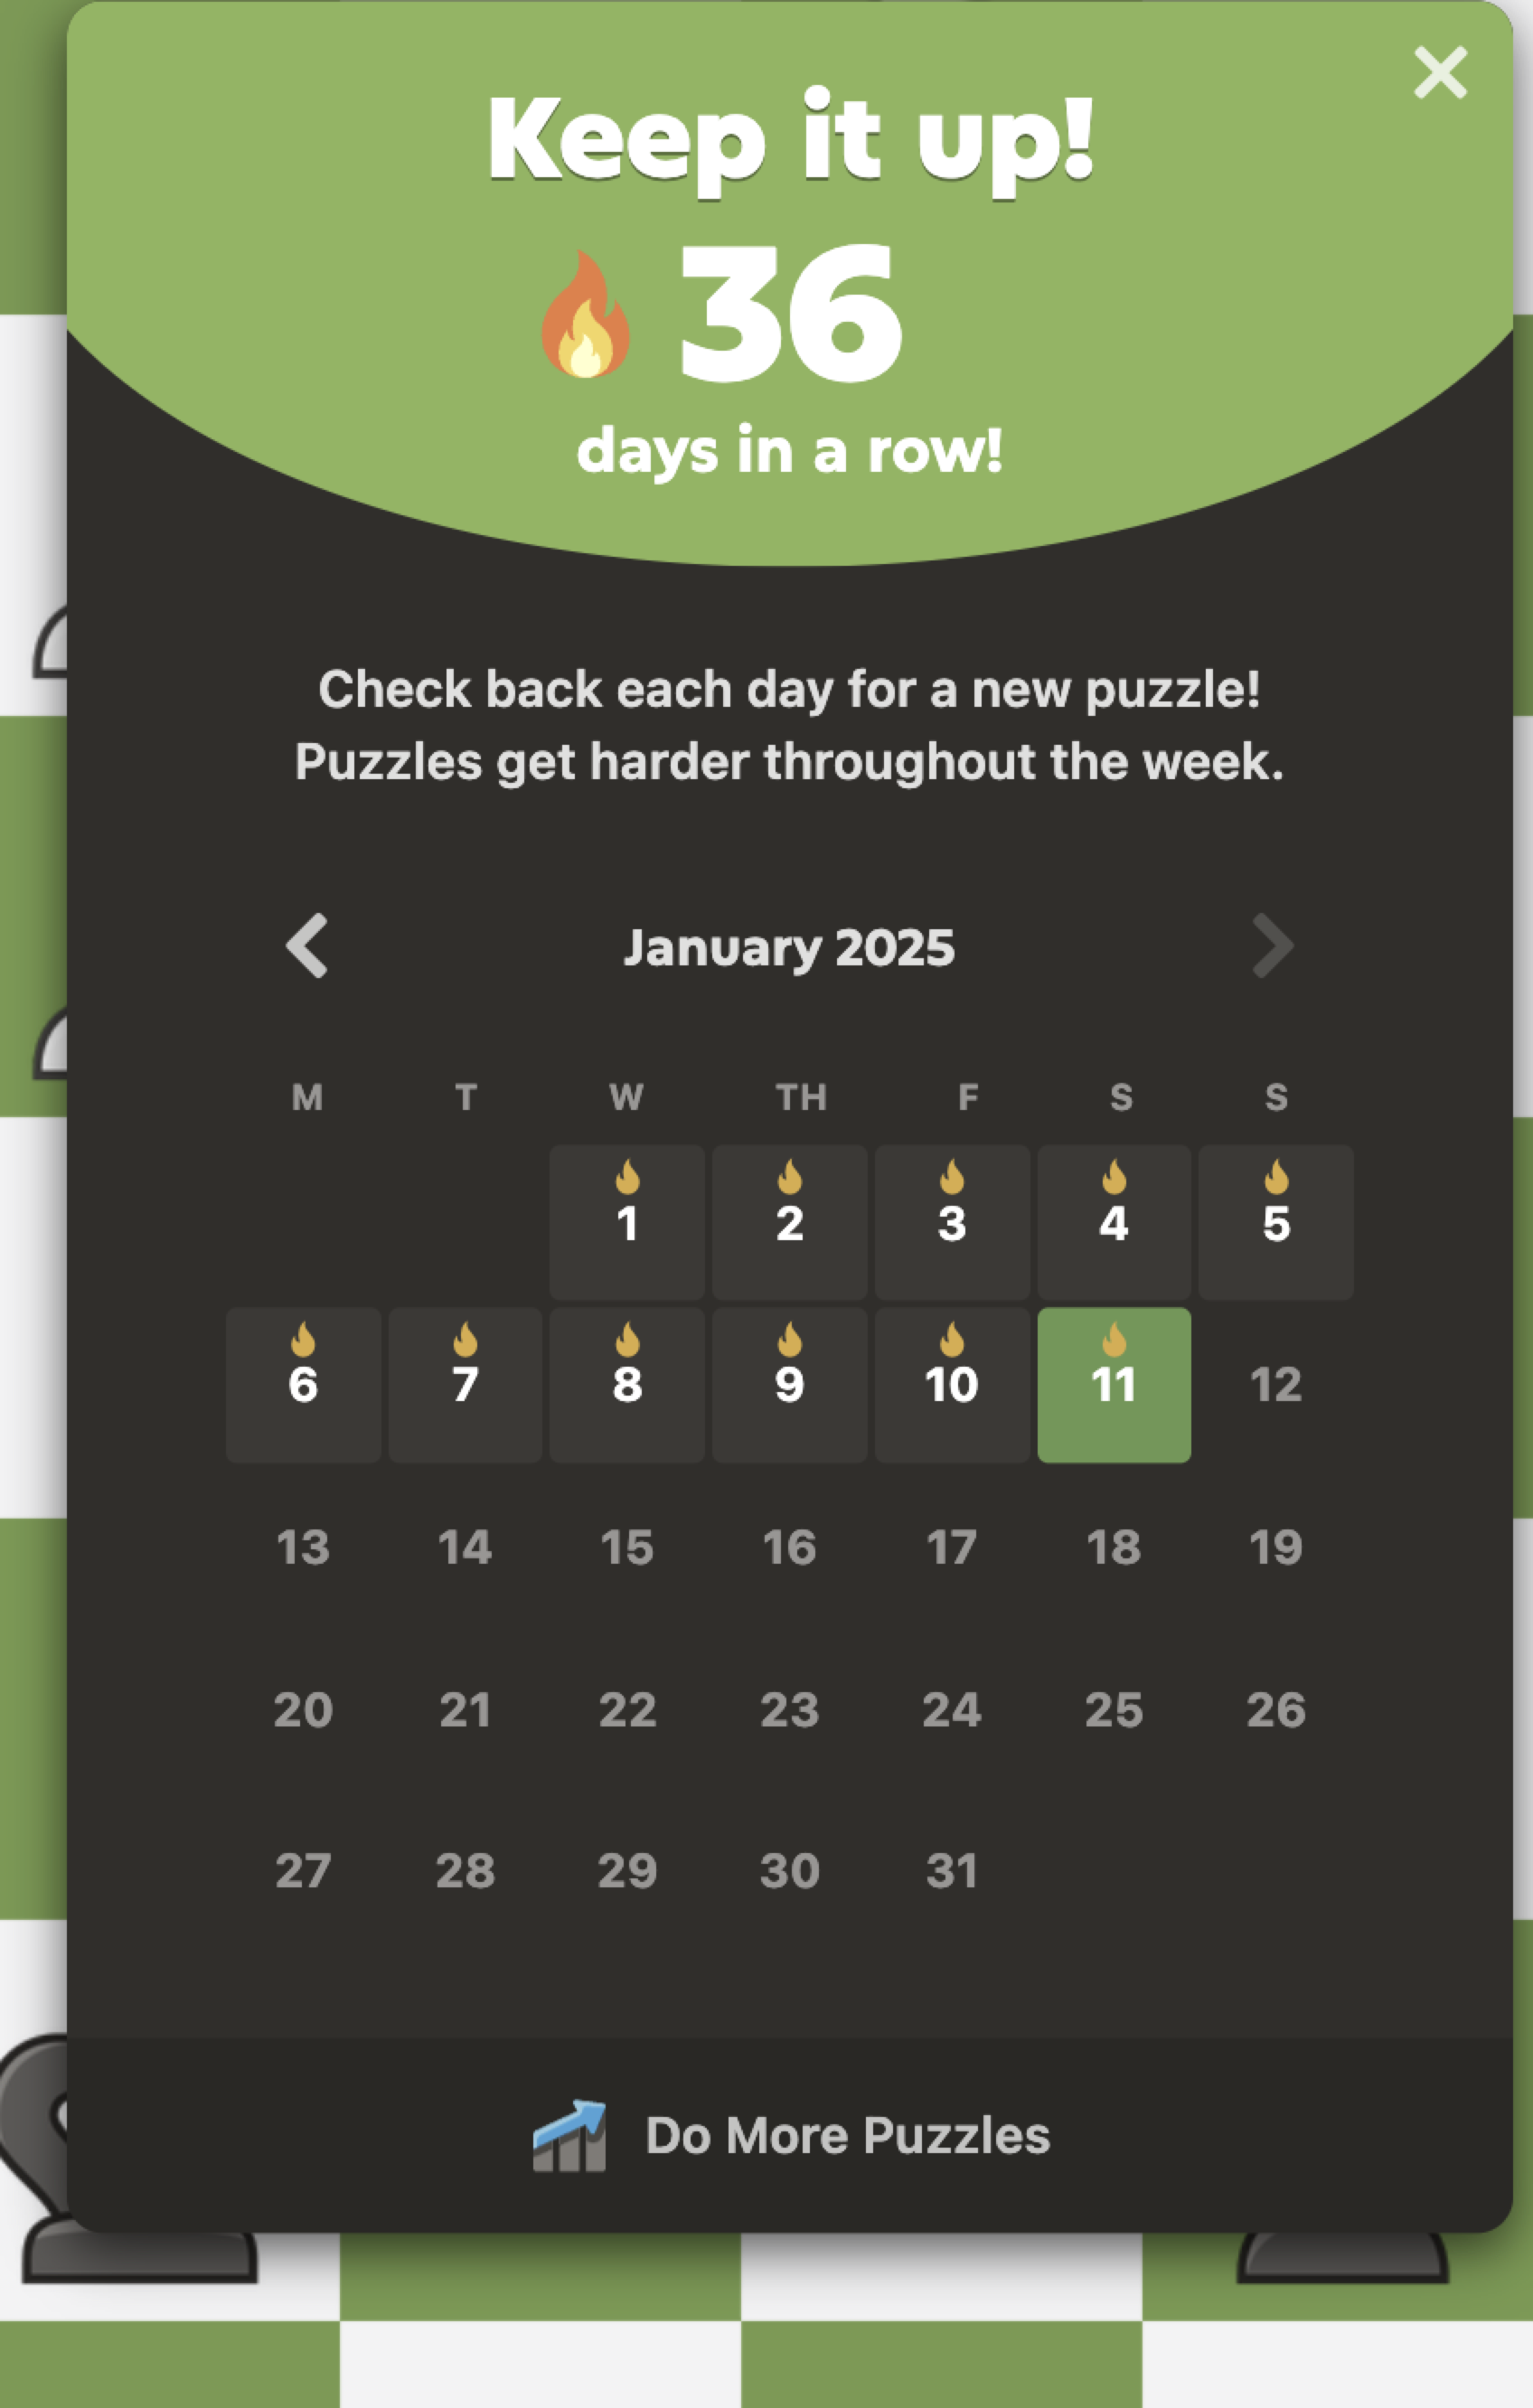 Keep it up!
36
days in a row!
Check back each day for a new puzzle!
Puzzles get harder throughout the week.
January 2025
M T W TH F S S
1 2 3 4 5
6 7 8 9 10 11 12
13 14 15 16 17 18 19
20 21 22 23 24 25 26
27 28 29 30 31
Do More Puzzles